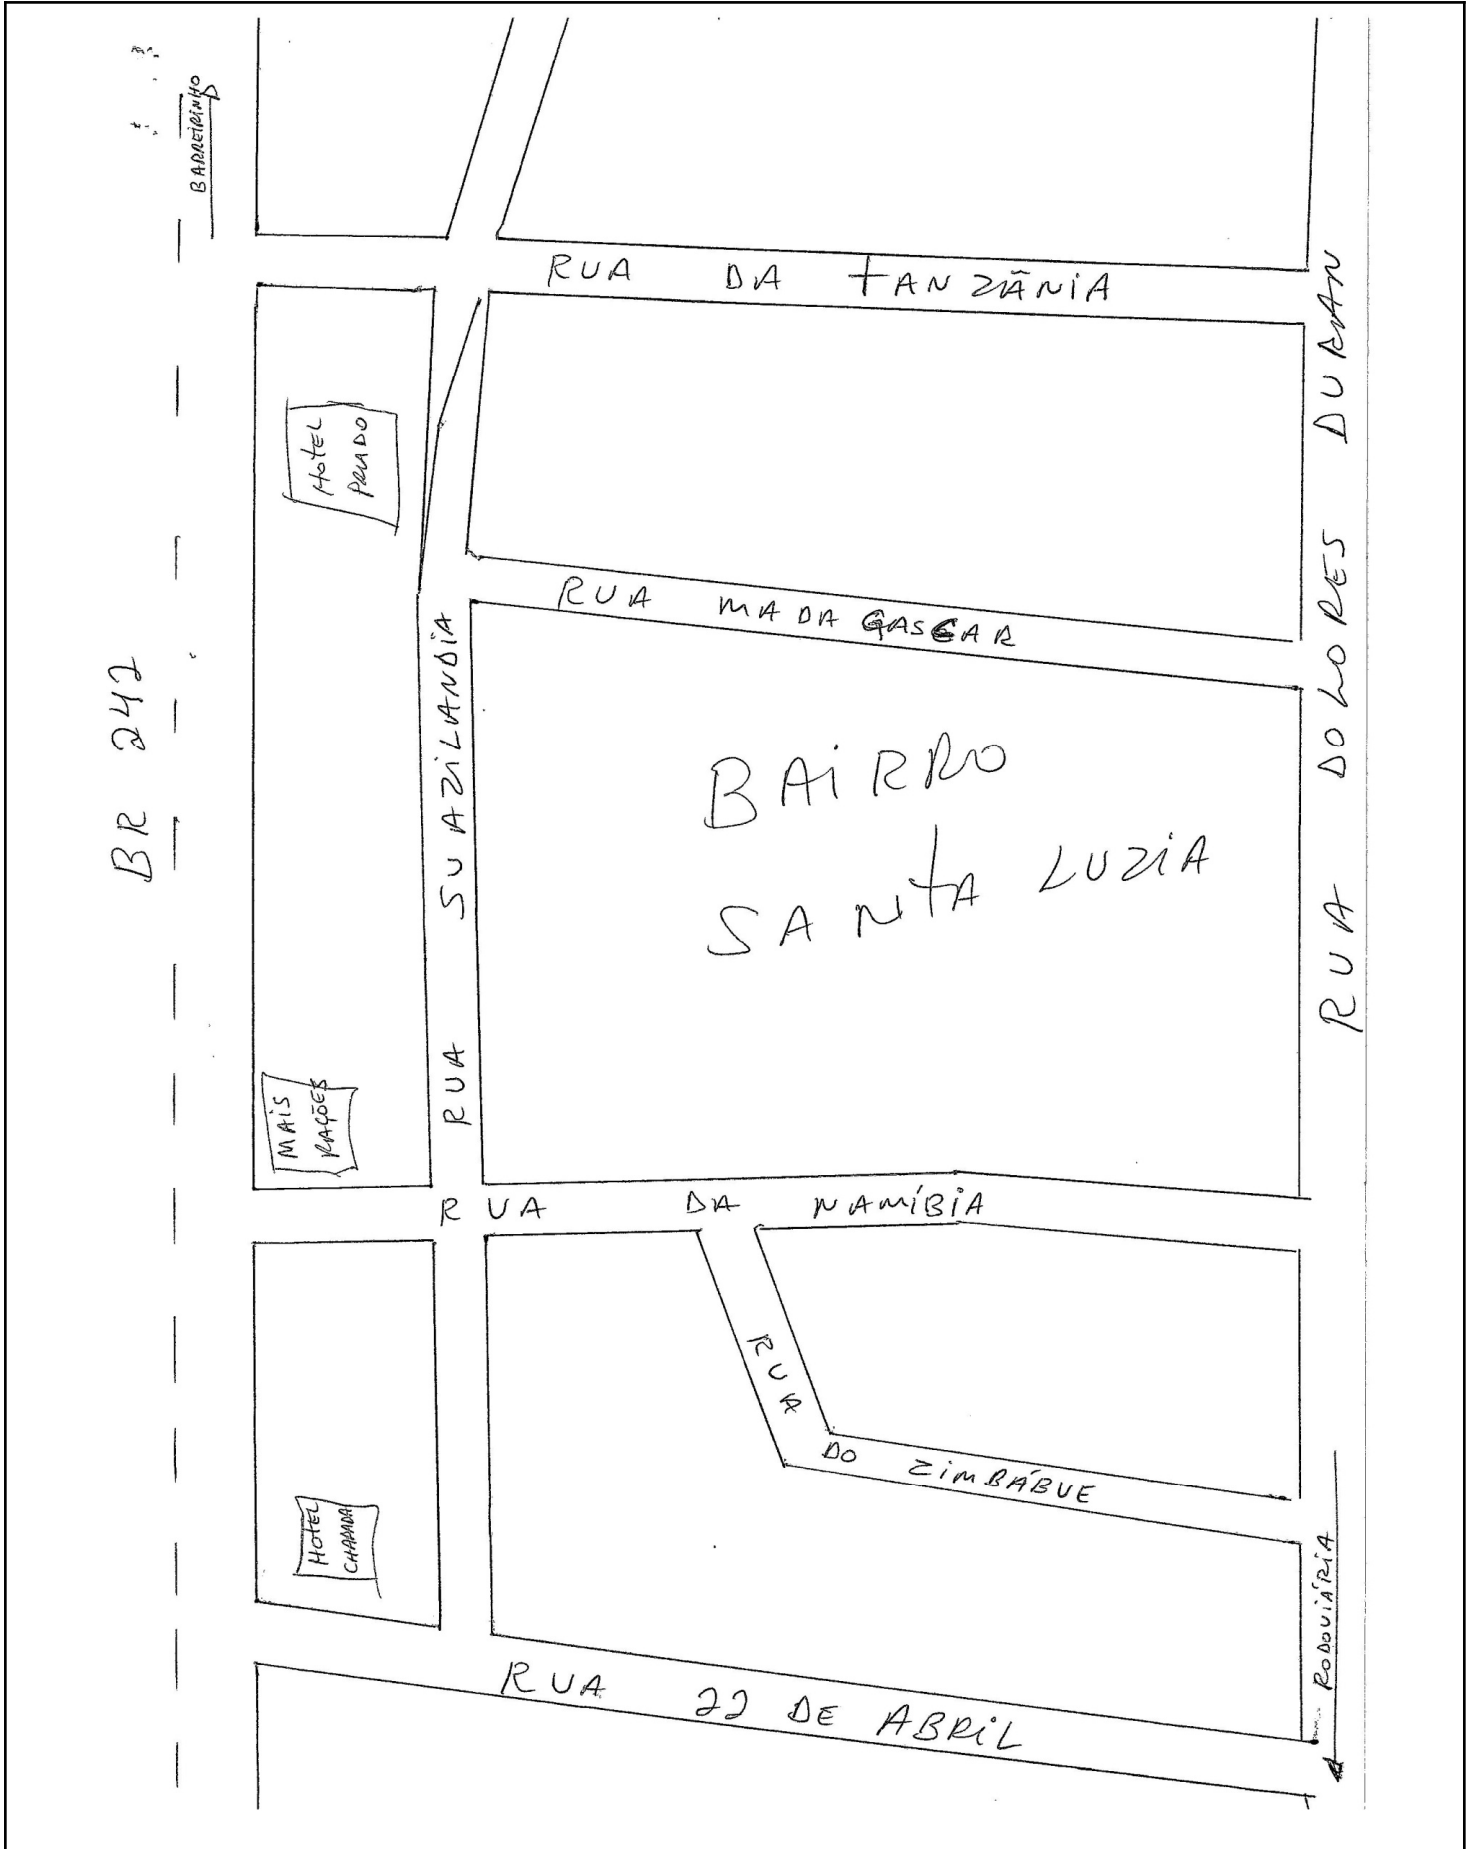 BARREIRINHO
RUA DA TANZÂNIA
HOTEL
PRADO
RUA MADAGASCAR
BR 242
RUA SUAZILANDIA
BAIRRO
SANTA LUZIA
RUA DOLORES DURAN
MAIS
RAÇÕES
RUA DA NAMÍBIA
RUA
DO ZIMBÁBUE
HOTEL
CHAPADA
RODOVIÁRIA
RUA 22 DE ABRIL